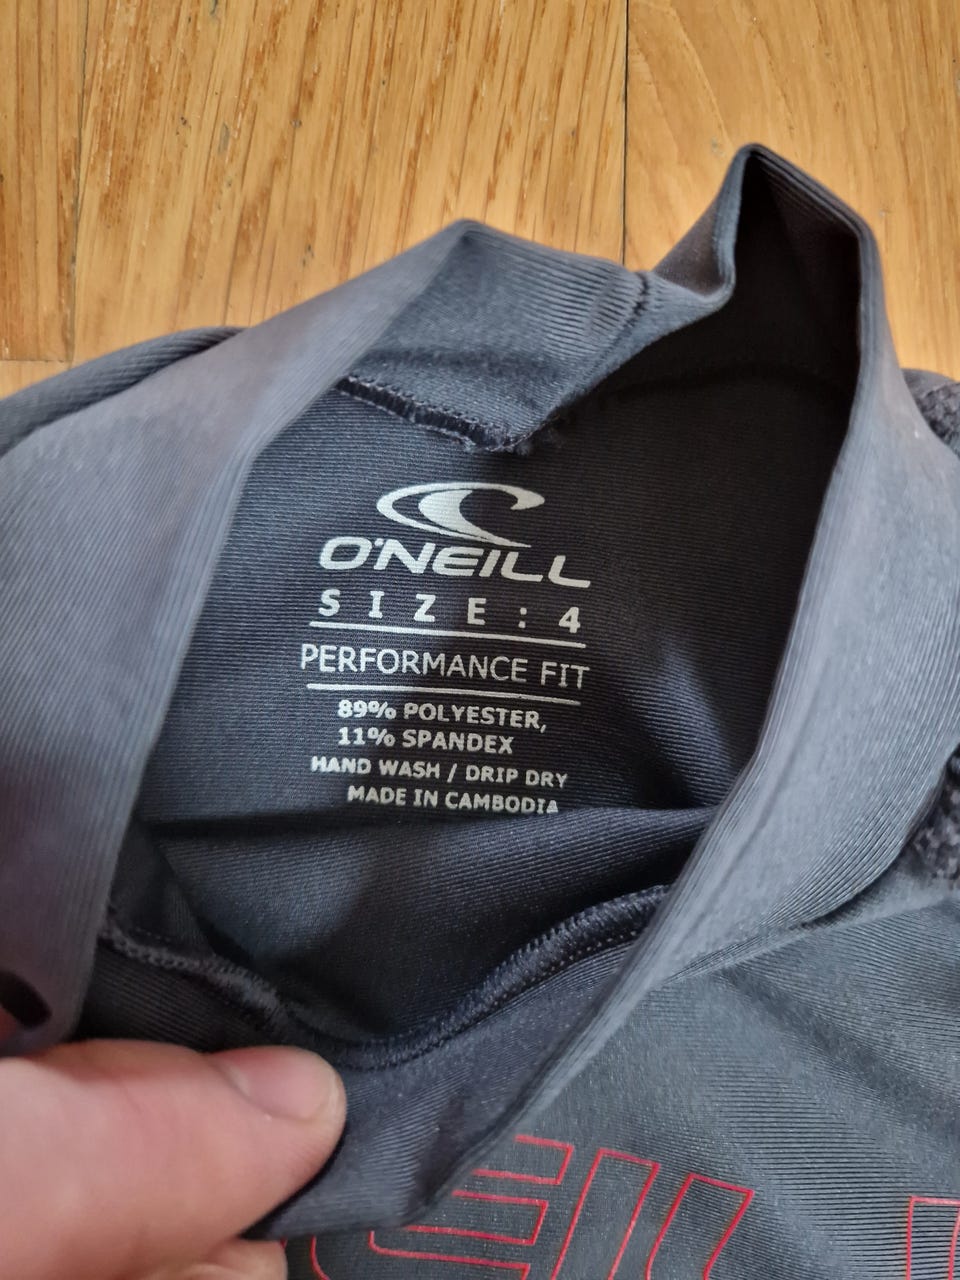 O'NEILL
SIZE: 4
PERFORMANCE FIT
89% POLYESTER,
11% SPANDEX
HAND WASH / DRIP DRY
MADE IN CAMBODIA